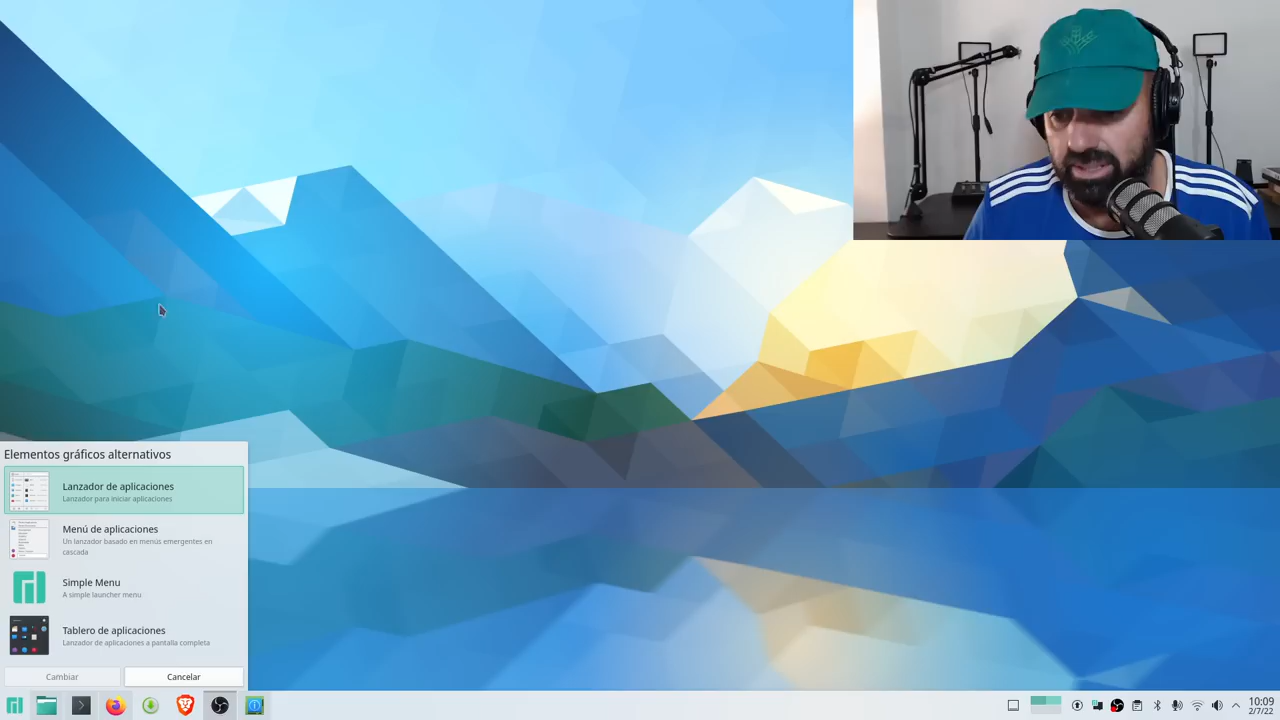 Elementos gráficos alternativos
Lanzador de aplicaciones
Lanzador para iniciar aplicaciones
Menú de aplicaciones
Un lanzador basado en menús emergentes en
cascada
Simple Menu
A simple launcher menu
Tablero de aplicaciones
Lanzador de aplicaciones a pantalla completa
Cambiar
Cancelar
10:09
2/7/22